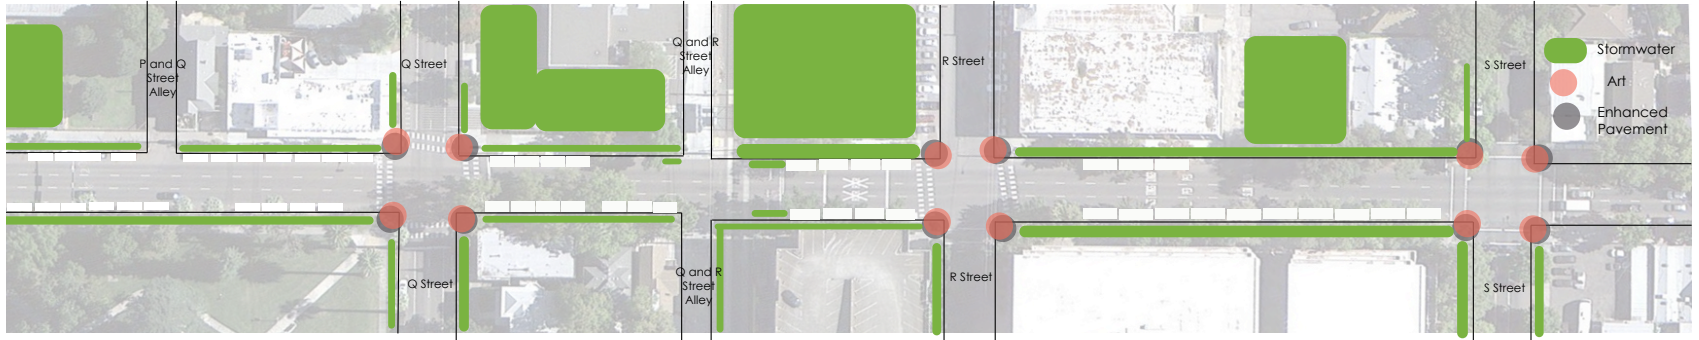 P and Q
Street
Alley
Q Street
Q and R
Street
Alley
R Street
S Street
Stormwater
Art
Enhanced
Pavement
Q Street
Q and R
Street
Alley
R Street
S Street